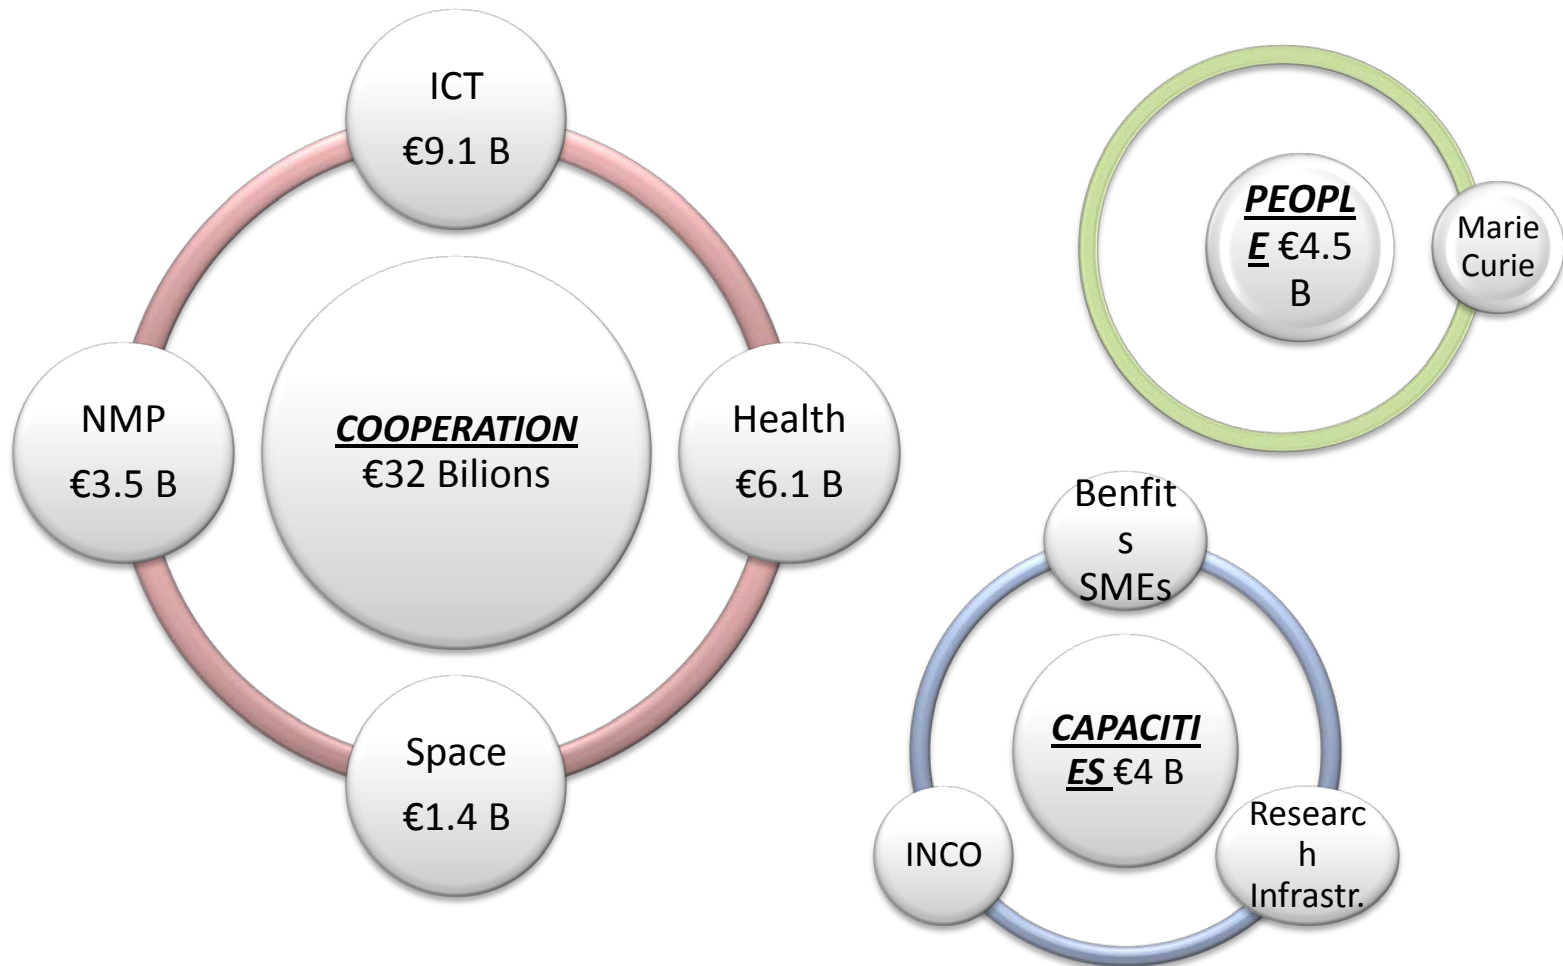 ICT
€9.1 B
NMP
€3.5 B
COOPERATION
€32 Bilions
Health
€6.1 B
Space
€1.4 B
PEOPL
E €4.5
B
Marie
Curie
Benfit
s
SMEs
CAPACITI
ES €4 B
INCO
Researc
h
Infrastr.